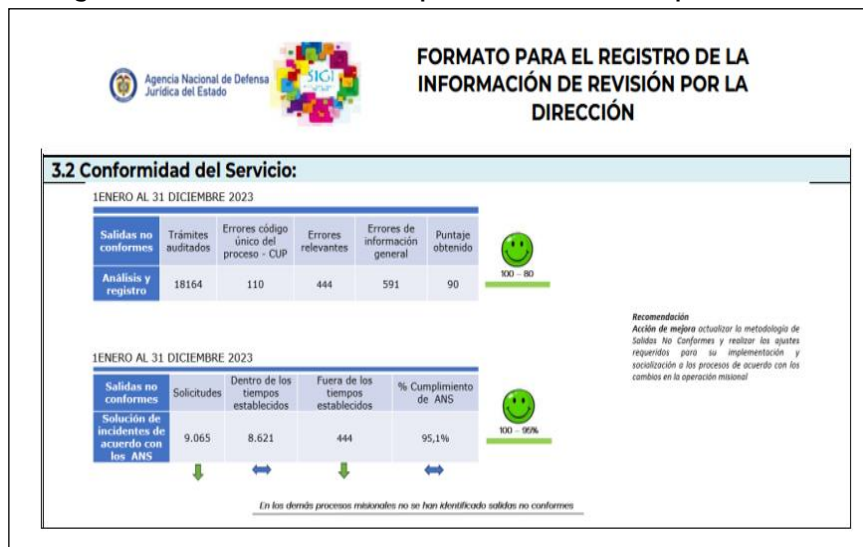 Agencia Nacional de Defensa
Jurídica del Estado
SIGI
FORMATO PARA EL REGISTRO DE LA
INFORMACIÓN DE REVISIÓN POR LA
DIRECCIÓN
3.2 Conformidad del Servicio:
1ENERO AL 31 DICIEMBRE 2023
Salidas no conformes Trámites auditados Errores código único del proceso - CUP Errores relevantes Errores de información general Puntaje obtenido
Análisis y registro 18164 110 444 591 90
100 – 80
Recomendación
Acción de mejora actualizar la metodología de
Salidas No Conformes y realizar los ajustes
requeridos para su implementación y
socialización a los procesos de acuerdo con los
cambios en la operación misional
1ENERO AL 31 DICIEMBRE 2023
Salidas no conformes Solicitudes Dentro de los tiempos establecidos Fuera de los tiempos establecidos % Cumplimiento de ANS
Solución de incidentes de acuerdo con los ANS 9.065 8.621 444 95,1%
100 – 95%
En los demás procesos misionales no se han identificado salidas no conformes